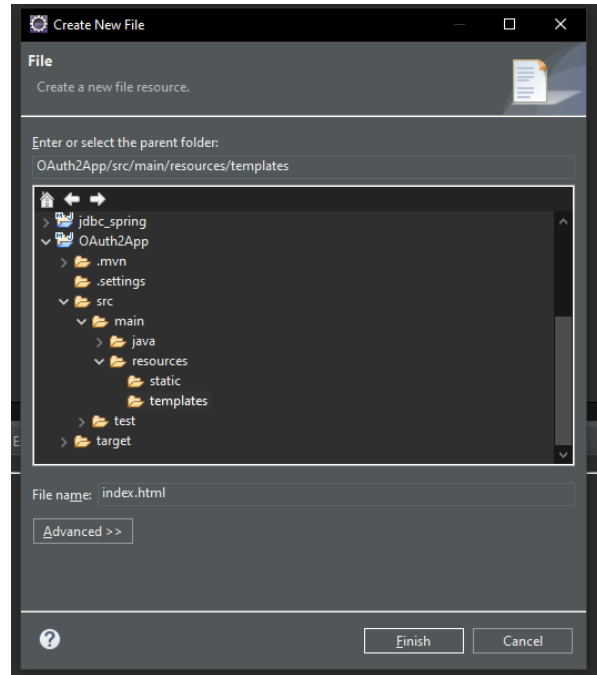 Create New File
File
Create a new file resource.
Enter or select the parent folder:
OAuth2App/src/main/resources/templates
jdbc_spring
OAuth2App
.mvn
.settings
src
main
java
resources
static
templates
test
target
E
File name: index.html
Advanced >>
Finish Cancel